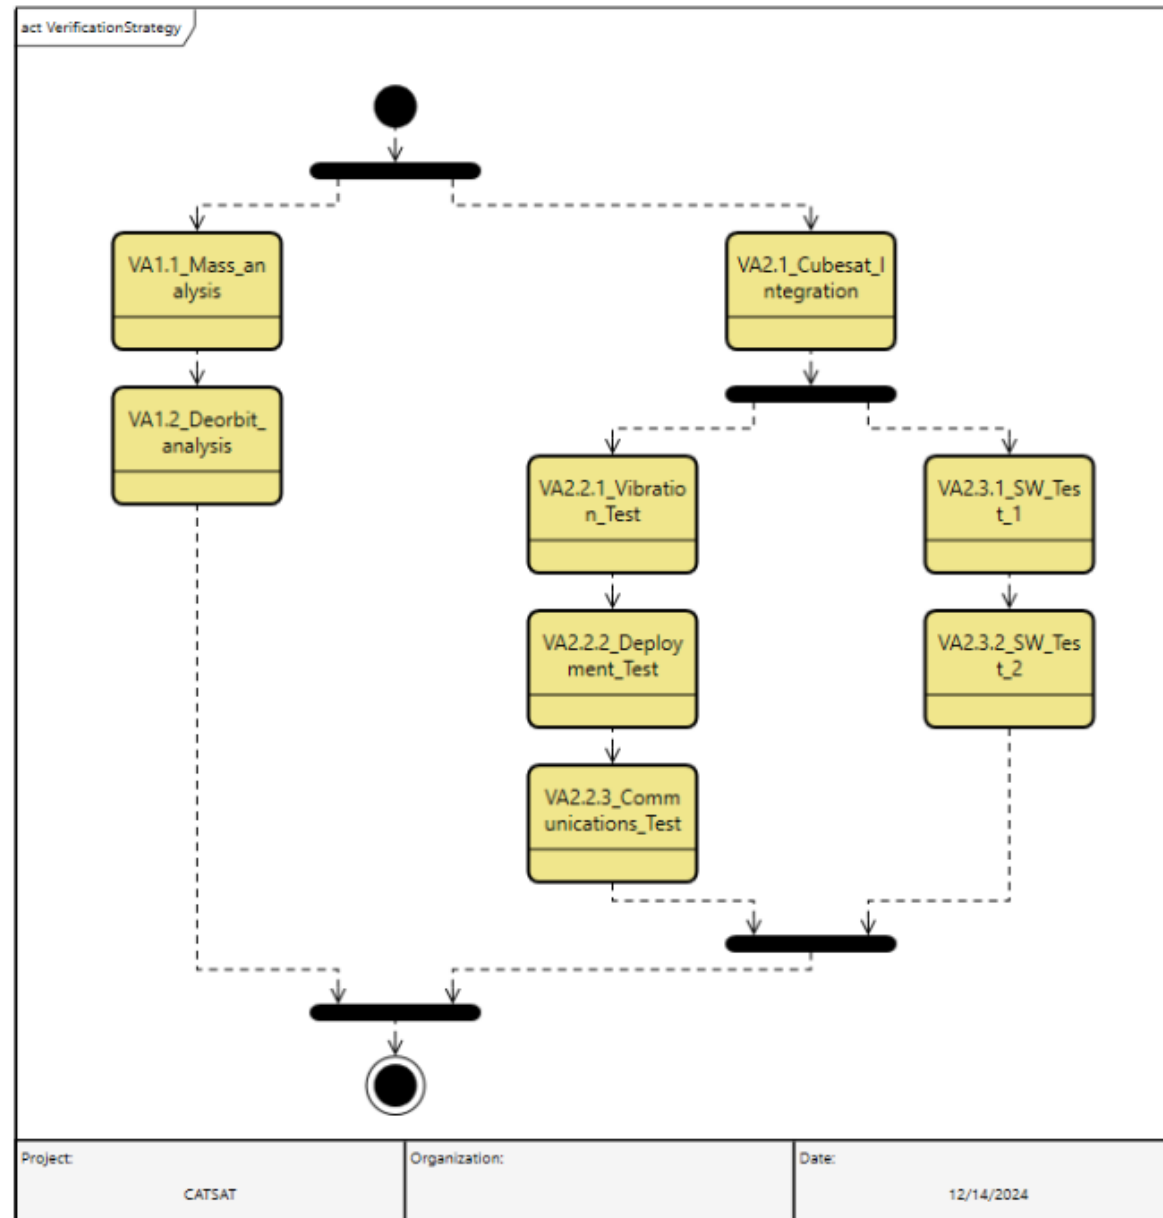 act VerificationStrategy
VA1.1_Mass_an
alysis
VA2.1_Cubesat_I
ntegration
VA1.2_Deorbit_
analysis
VA2.2.1_Vibratio
n_Test
VA2.3.1_SW_Tes
t_1
VA2.2.2_Deploy
ment_Test
VA2.3.2_SW_Tes
t_2
VA2.2.3_Comm
unications_Test
Project:
CATSAT
Organization:
Date:
12/14/2024